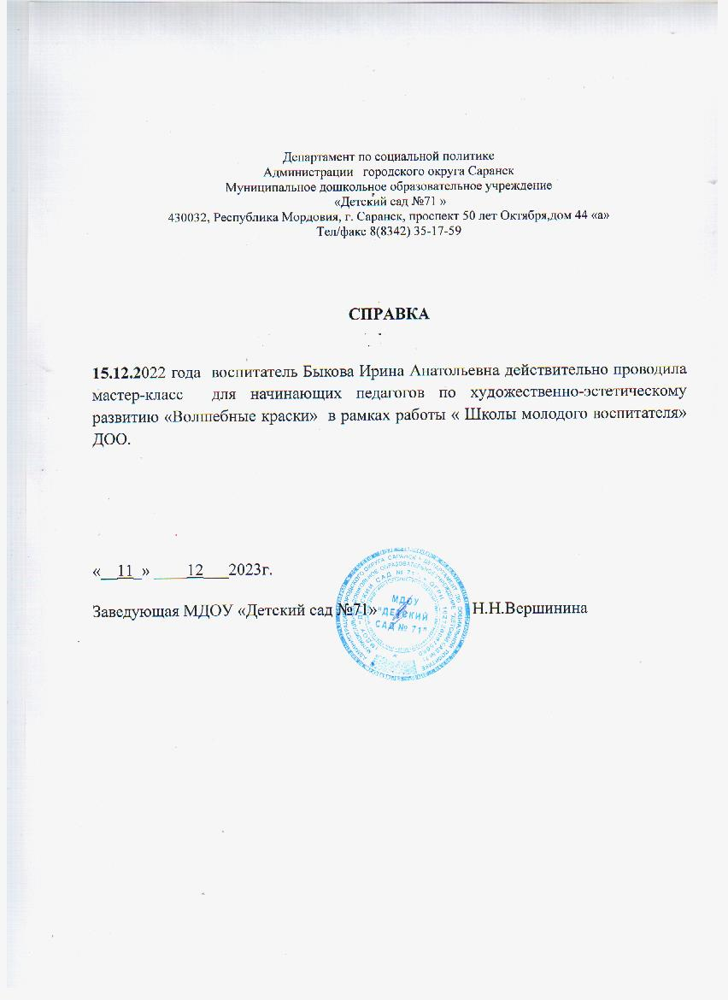 Департамент по социальной политике
Администрации городского округа Саранск
Муниципальное дошкольное образовательное учреждение
«Детский сад №71 »
430032, Республика Мордовия, г. Саранск, проспект 50 лет Октября,дом 44 «а»
Тел/факс 8(8342) 35-17-59
СПРАВКА
15.12.2022 года воспитатель Быкова Ирина Анатольевна действительно проводила
мастер-класс для начинающих педагогов по художественно-эстетическому
развитию «Волшебные краски» в рамках работы « Школы молодого воспитателя»
ДОО.
«__11_» ____12___2023г.
Заведующая МДОУ «Детский сад №71» Н.Н.Вершинина
МДОУ
"ДЕТСКИЙ
САД № 71"